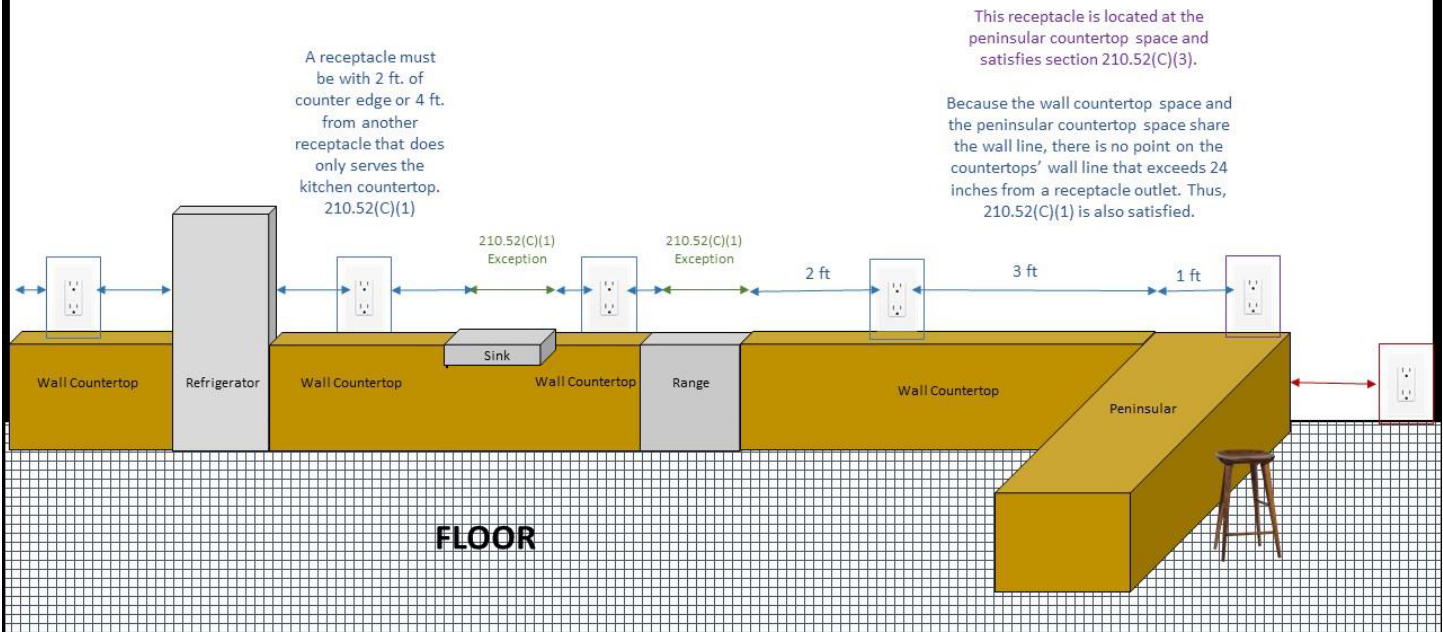 This receptacle is located at the
peninsular countertop space and
satisfies section 210.52(C)(3).
A receptacle must
be with 2 ft. of
counter edge or 4 ft.
from another
receptacle that does
only serves the
kitchen countertop.
210.52(C)(1)
Because the wall countertop space and
the peninsular countertop space share
the wall line, there is no point on the
countertops’ wall line that exceeds 24
inches from a receptacle outlet. Thus,
210.52(C)(1) is also satisfied.
210.52(C)(1)
Exception
210.52(C)(1)
Exception
2 ft
3 ft
1 ft
Wall Countertop
Refrigerator
Wall Countertop
Sink
Wall Countertop
Range
Wall Countertop
Peninsular
FLOOR